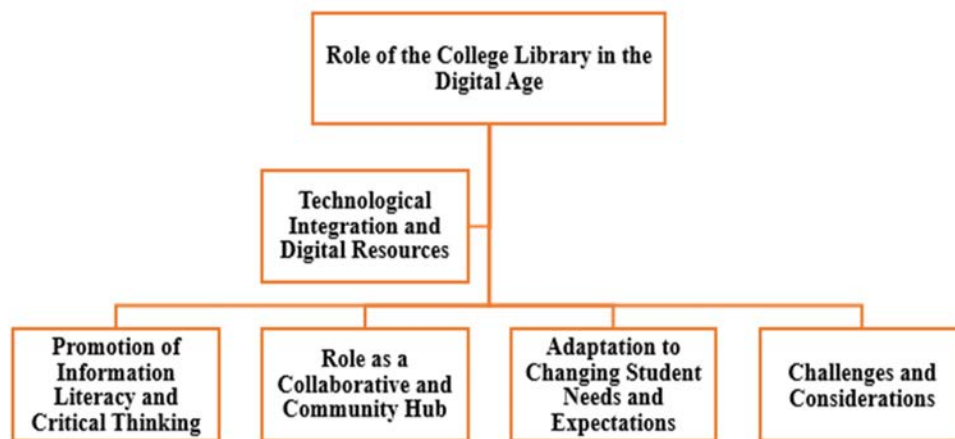 Role of the College Library in the
Digital Age
Technological
Integration and
Digital Resources
Promotion of
Information
Literacy and
Critical Thinking
Role as a
Collaborative and
Community Hub
Adaptation to
Changing Student
Needs and
Expectations
Challenges and
Considerations